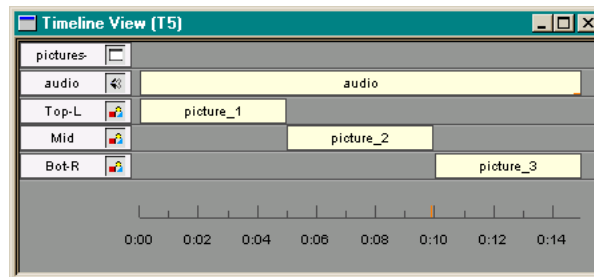 Timeline View (T5)
pictures-
audio audio
Top-L picture_1
Mid picture_2
Bot-R picture_3
0:00 0:02 0:04 0:06 0:08 0:10 0:12 0:14